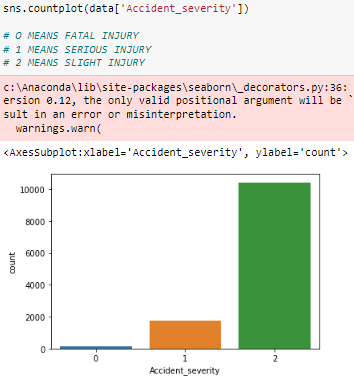 sns.countplot(data['Accident_severity'])
# 0 MEANS FATAL INJURY
# 1 MEANS SERIOUS INJURY
# 2 MEANS SLIGHT INJURY
c:\Anaconda\lib\site-packages\seaborn\_decorators.py:36:
ersion 0.12, the only valid positional argument will be `
sult in an error or misinterpretation.
warnings.warn(
<AxesSubplot:xlabel='Accident_severity', ylabel='count'>
10000
8000
6000
4000
2000
0
count
0 1 2
Accident_severity